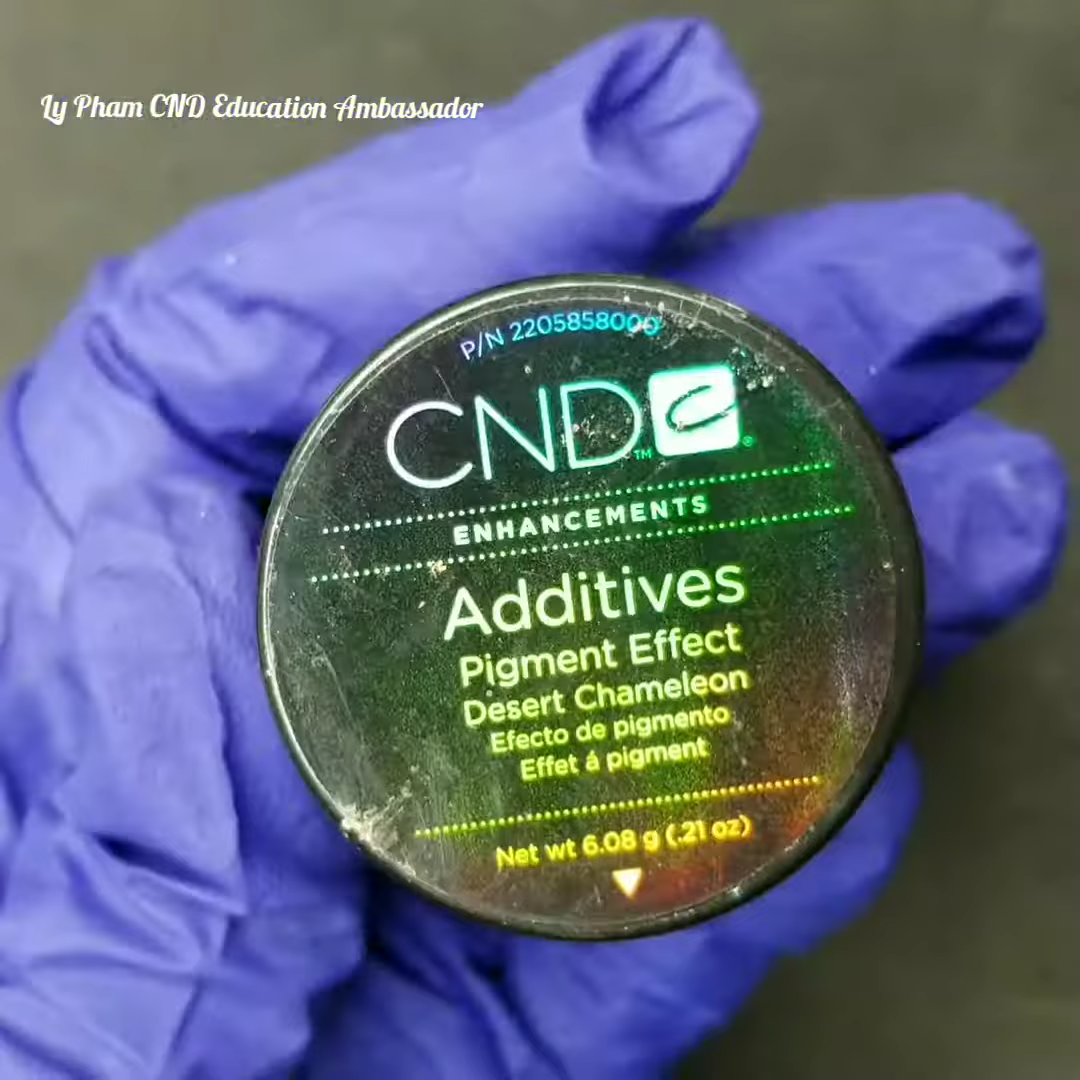 Ly Pham CND Education Ambassador
P/N 2205858000
CND™
ENHANCEMENTS
Additives
Pigment Effect
Desert Chameleon
Efecto de pigmento
Effet á pigment
Net wt 6.08 g (.21 oz)